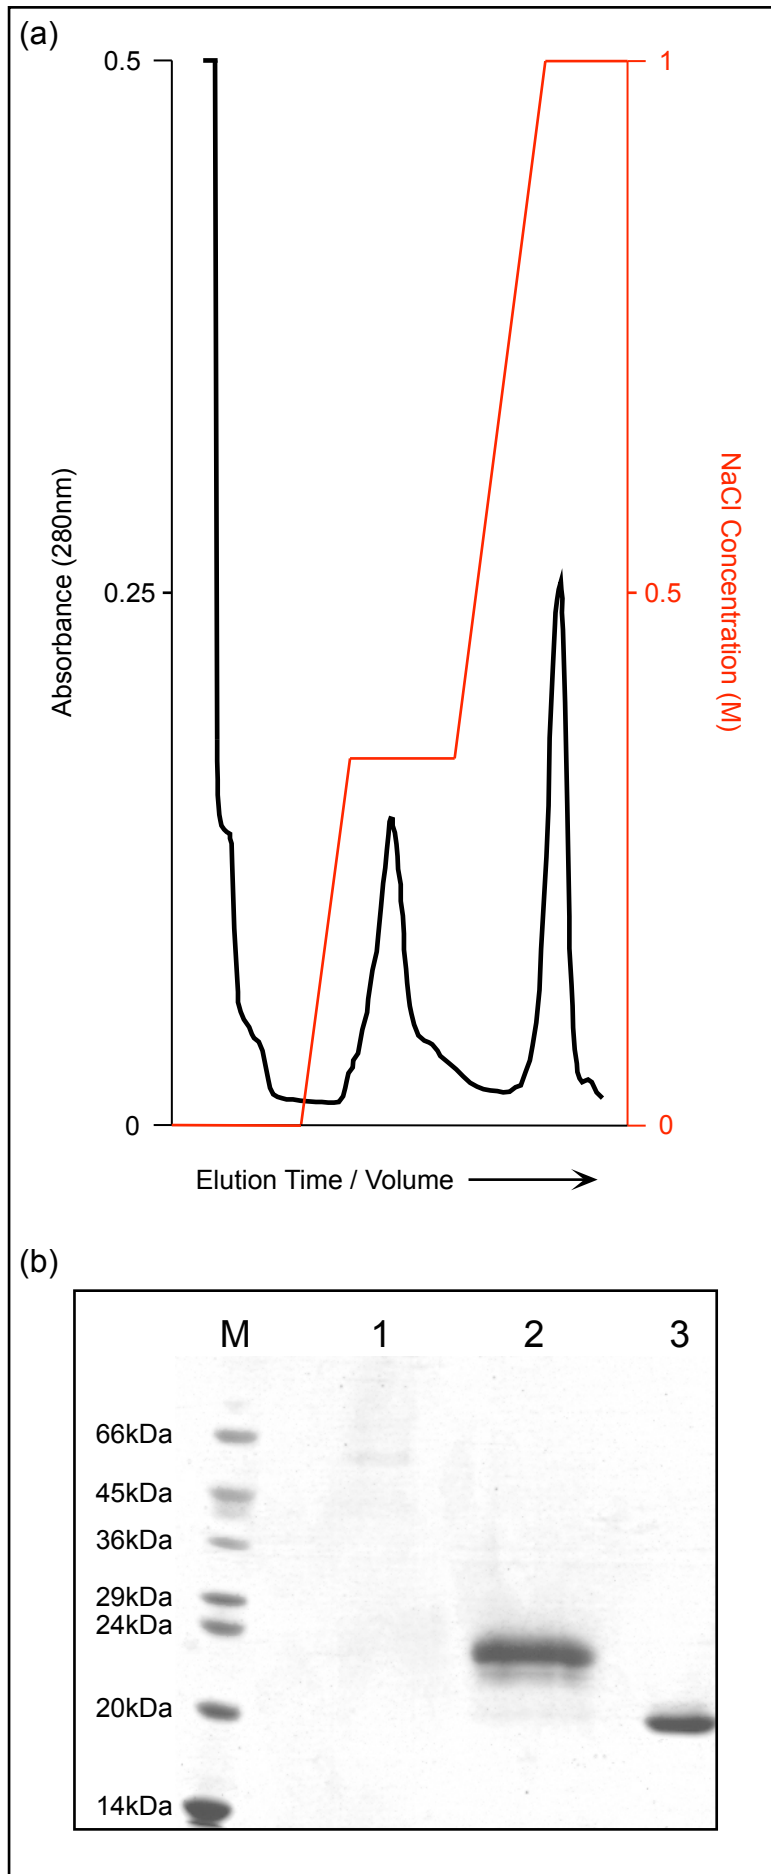 (a)
0.5
0.25
0
Absorbance (280nm)
1
0.5
0
NaCl Concentration (M)
Elution Time / Volume
(b)
M 1 2 3
66kDa
45kDa
36kDa
29kDa
24kDa
20kDa
14kDa